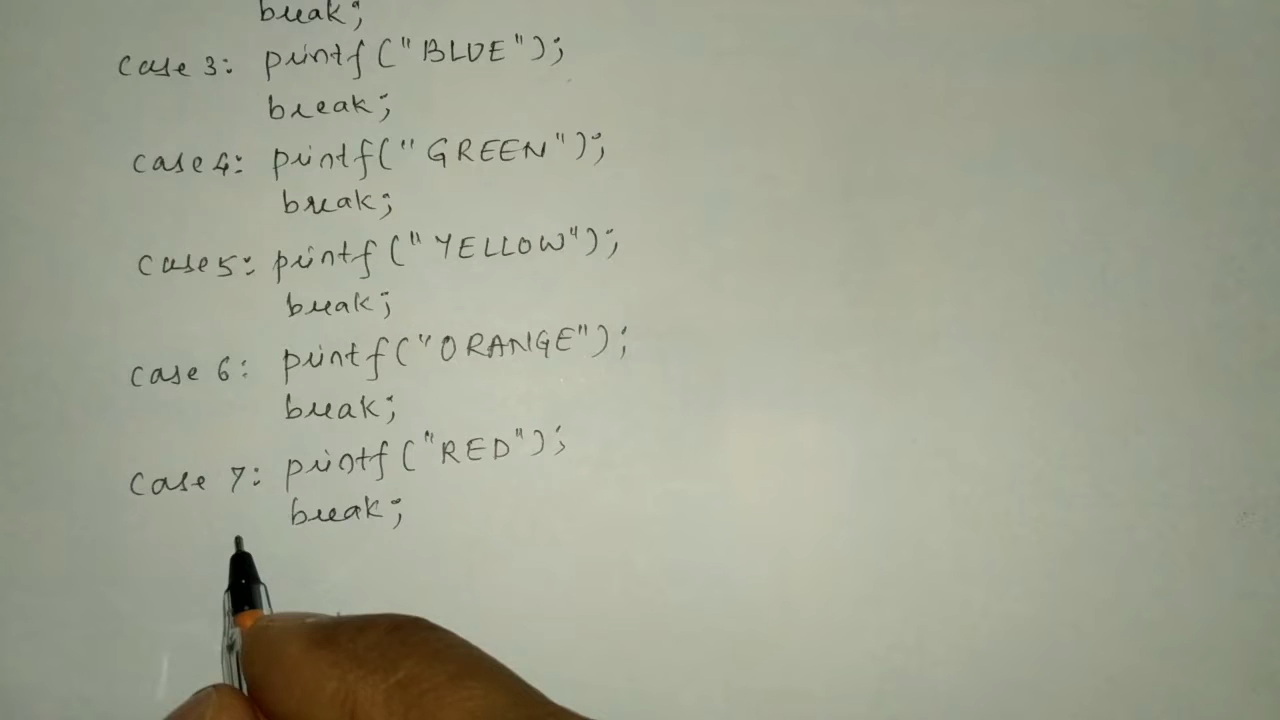 break;
case 3: printf("BLUE");
break;
case 4: printf("GREEN");
break;
case 5: printf("YELLOW");
break;
case 6: printf("ORANGE");
break;
case 7: printf("RED");
break;